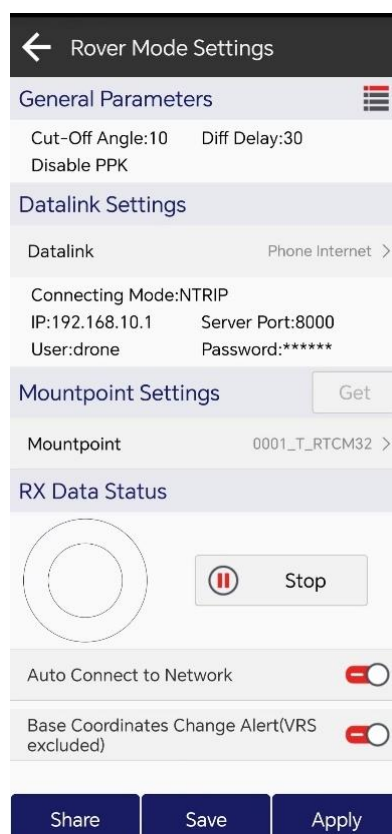 Rover Mode Settings
General Parameters
Cut-Off Angle:10 Diff Delay:30
Disable PPK
Datalink Settings
Datalink Phone Internet >
Connecting Mode:NTRIP
IP:192.168.10.1 Server Port:8000
User:drone Password:******
Mountpoint Settings Get
Mountpoint 0001_T_RTCM32 >
RX Data Status
Stop
Auto Connect to Network
Base Coordinates Change Alert(VRS
excluded)
Share Save Apply